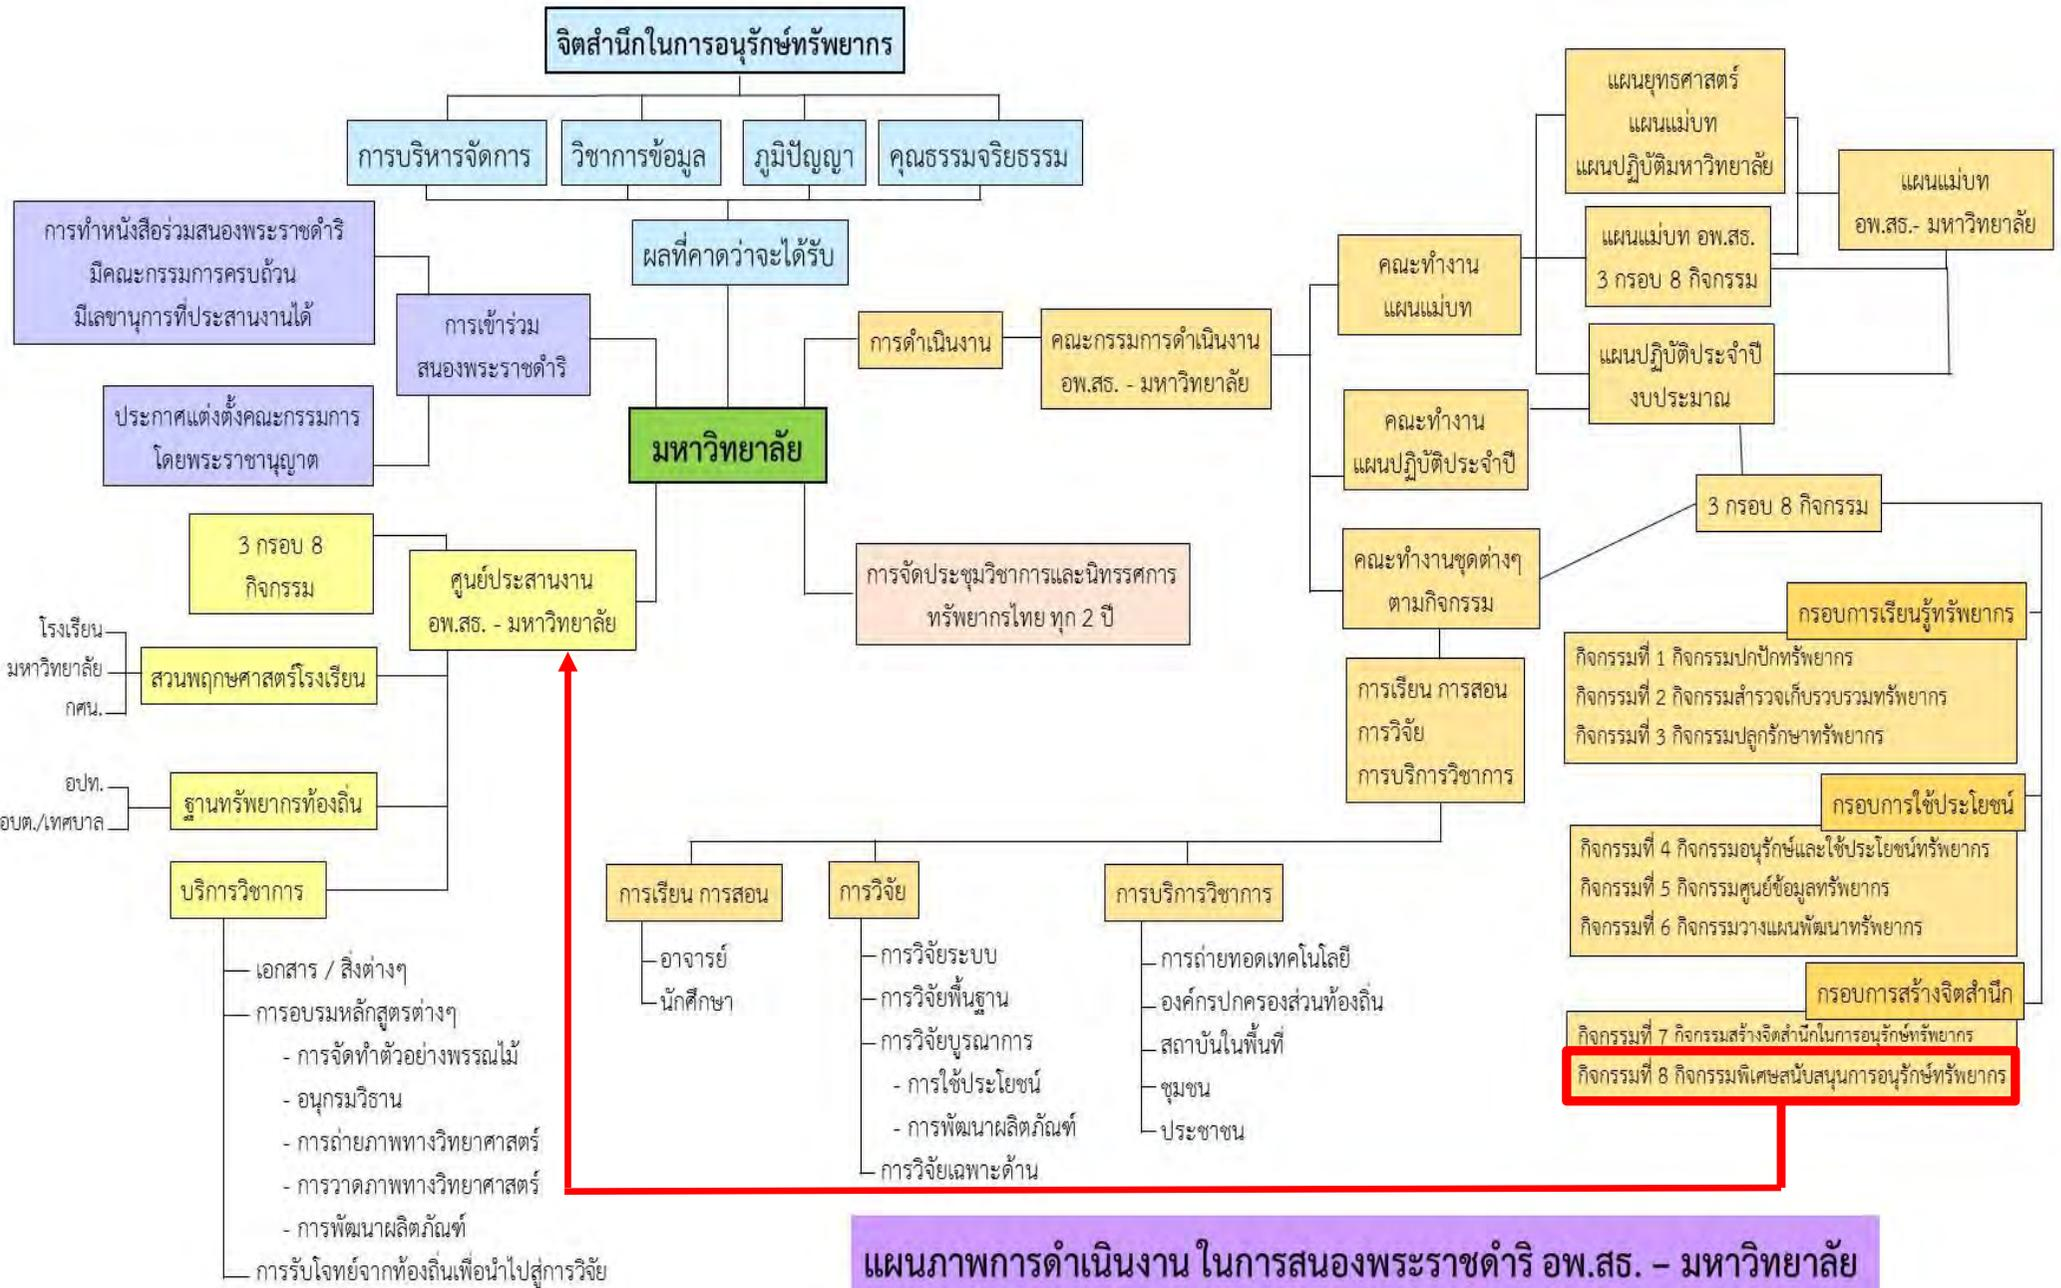 จิตสำนึกในการอนุรักษ์ทรัพยากร
การบริหารจัดการ
วิชาการข้อมูล
ภูมิปัญญา
คุณธรรมจริยธรรม
ผลที่คาดว่าจะได้รับ
การทำหนังสือร่วมสนองพระราชดำริ
มีคณะกรรมการครบถ้วน
มีเลขานุการที่ประสานงานได้
การเข้าร่วม
สนองพระราชดำริ
ประกาศแต่งตั้งคณะกรรมการ
โดยพระราชานุญาต
มหาวิทยาลัย
การดำเนินงาน
คณะกรรมการดำเนินงาน
อพ.สธ. - มหาวิทยาลัย
คณะทำงาน
แผนแม่บท
แผนยุทธศาสตร์
แผนแม่บท
แผนปฏิบัติมหาวิทยาลัย
แผนแม่บท อพ.สธ.
3 กรอบ 8 กิจกรรม
แผนแม่บท
อพ.สธ.- มหาวิทยาลัย
แผนปฏิบัติประจำปี
งบประมาณ
คณะทำงาน
แผนปฏิบัติประจำปี
3 กรอบ 8 กิจกรรม
คณะทำงานชุดต่างๆ
ตามกิจกรรม
3 กรอบ 8
กิจกรรม
ศูนย์ประสานงาน
อพ.สธ. - มหาวิทยาลัย
การจัดประชุมวิชาการและนิทรรศการ
ทรัพยากรไทย ทุก 2 ปี
โรงเรียน
มหาวิทยาลัย
กศน.
สวนพฤกษศาสตร์โรงเรียน
อปท.
อบต./เทศบาล
ฐานทรัพยากรท้องถิ่น
บริการวิชาการ
เอกสาร / สิ่งต่างๆ
การอบรมหลักสูตรต่างๆ
- การจัดทำตัวอย่างพรรณไม้
- อนุกรมวิธาน
- การถ่ายภาพทางวิทยาศาสตร์
- การวาดภาพทางวิทยาศาสตร์
- การพัฒนาผลิตภัณฑ์
การรับโจทย์จากท้องถิ่นเพื่อนำไปสู่การวิจัย
การเรียน การสอน
การวิจัย
การบริการวิชาการ
การเรียน การสอน
อาจารย์
นักศึกษา
การวิจัย
การวิจัยระบบ
การวิจัยพื้นฐาน
การวิจัยบูรณาการ
- การใช้ประโยชน์
- การพัฒนาผลิตภัณฑ์
การวิจัยเฉพาะด้าน
การบริการวิชาการ
การถ่ายทอดเทคโนโลยี
องค์กรปกครองส่วนท้องถิ่น
สถาบันในพื้นที่
ชุมชน
ประชาชน
กรอบการเรียนรู้ทรัพยากร
กิจกรรมที่ 1 กิจกรรมปกปักทรัพยากร
กิจกรรมที่ 2 กิจกรรมสำรวจเก็บรวบรวมทรัพยากร
กิจกรรมที่ 3 กิจกรรมปลูกรักษาทรัพยากร
กรอบการใช้ประโยชน์
กิจกรรมที่ 4 กิจกรรมอนุรักษ์และใช้ประโยชน์ทรัพยากร
กิจกรรมที่ 5 กิจกรรมศูนย์ข้อมูลทรัพยากร
กิจกรรมที่ 6 กิจกรรมวางแผนพัฒนาทรัพยากร
กรอบการสร้างจิตสำนึก
กิจกรรมที่ 7 กิจกรรมสร้างจิตสำนึกในการอนุรักษ์ทรัพยากร
กิจกรรมที่ 8 กิจกรรมพิเศษสนับสนุนการอนุรักษ์ทรัพยากร
แผนภาพการดำเนินงาน ในการสนองพระราชดำริ อพ.สธ. – มหาวิทยาลัย